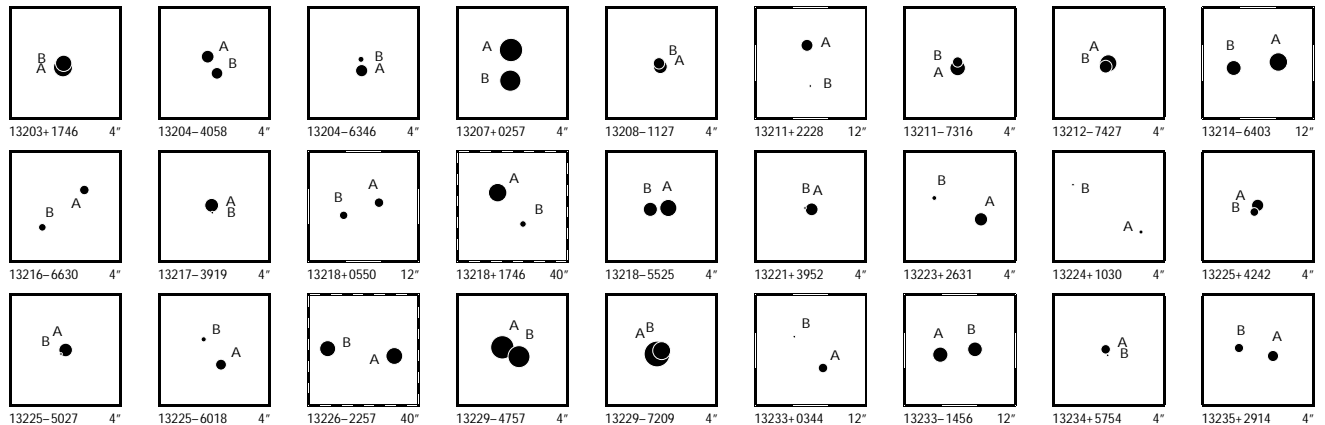 B A
A B
B A
A B
B A
A B
B A
A B
B A
13203+1746 4″ 13204–4058 4″ 13204–6346 4″ 13207+0257 4″ 13208–1127 4″ 13211+2228 12″ 13211–7316 4″ 13212–7427 4″ 13214–6403 12″
B A
A B
B A
A B
B A
B A
B A
B A
A B
13216–6630 4″ 13217–3919 4″ 13218+0550 12″ 13218+1746 40″ 13218–5525 4″ 13221+3952 4″ 13223+2631 4″ 13224+1030 4″ 13225+4242 4″
B A
B A
B A
A B
A B
B A
A B
A B
B A
13225–5027 4″ 13225–6018 4″ 13226–2257 40″ 13229–4757 4″ 13229–7209 4″ 13233+0344 12″ 13233–1456 12″ 13234+5754 4″ 13235+2914 4″